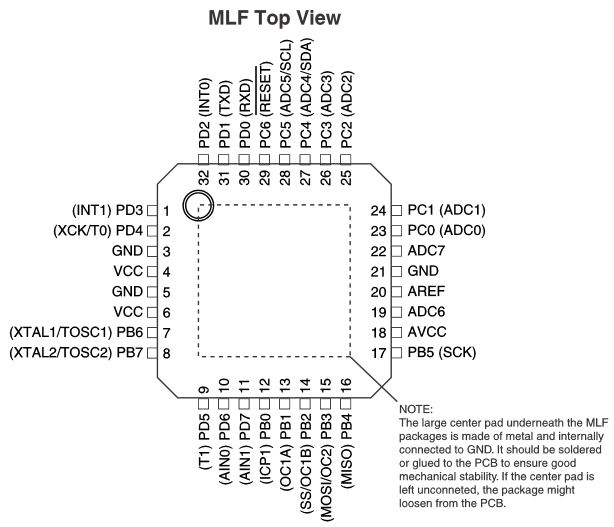 MLF Top View
PD2 (INT0)
PD1 (TXD)
PD0 (RXD)
PC6 (RESET)
PC5 (ADC5/SCL)
PC4 (ADC4/SDA)
PC3 (ADC3)
PC2 (ADC2)
32
31
30
29
28
27
26
25
(INT1) PD3 1
(XCK/T0) PD4 2
GND 3
VCC 4
GND 5
VCC 6
(XTAL1/TOSC1) PB6 7
(XTAL2/TOSC2) PB7 8
24 PC1 (ADC1)
23 PC0 (ADC0)
22 ADC7
21 GND
20 AREF
19 ADC6
18 AVCC
17 PB5 (SCK)
9
10
11
12
13
14
15
16
(T1) PD5
(AIN0) PD6
(AIN1) PD7
(ICP1) PB0
(OC1A) PB1
(SS/OC1B) PB2
(MOSI/OC2) PB3
(MISO) PB4
NOTE:
The large center pad underneath the MLF
packages is made of metal and internally
connected to GND. It should be soldered
or glued to the PCB to ensure good
mechanical stability. If the center pad is
left unconneted, the package might
loosen from the PCB.